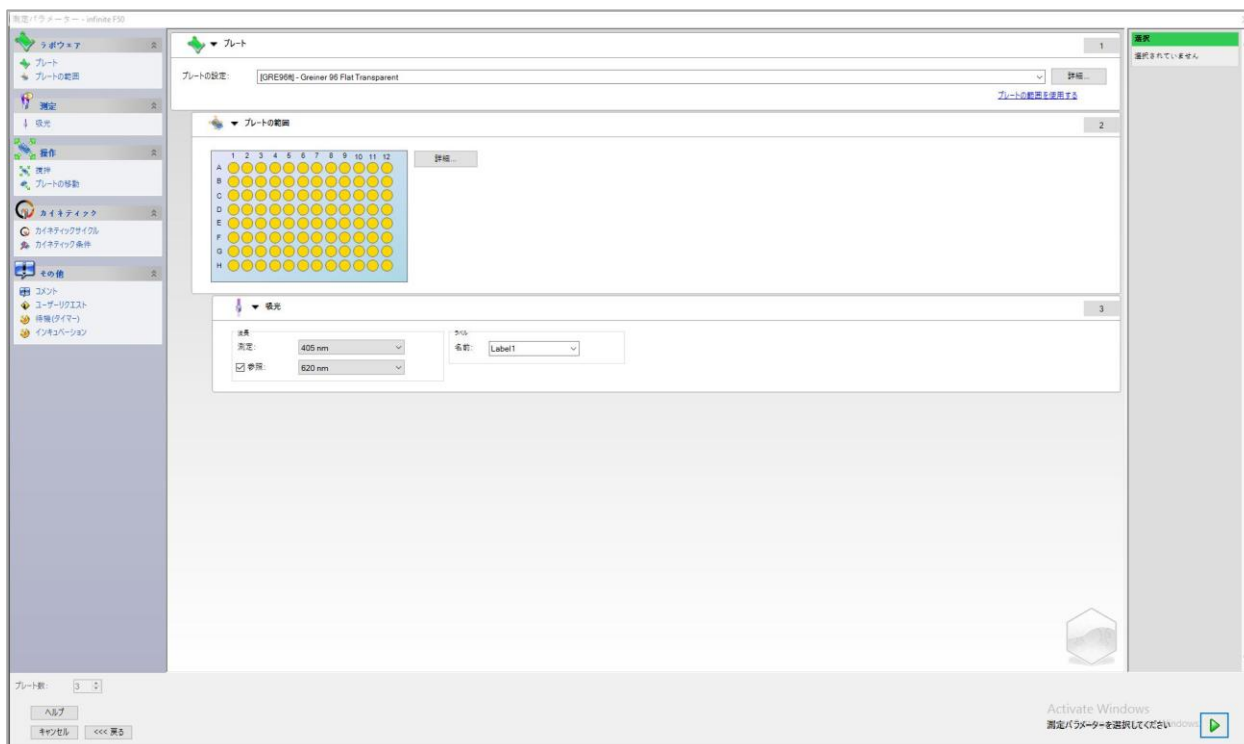 測定パラメーター - infinite F50
ラボウェア
プレート
プレートの範囲
測定
吸光
操作
攪拌
プレートの移動
カイネティック
カイネティックサイクル
カイネティック条件
その他
コメント
ユーザーリクエスト
待機(タイマー)
インキュベーション
プレート 1
プレートの設定: [GRE96ft] - Greiner 96 Flat Transparent 詳細...
プレートの範囲を使用する
プレートの範囲 2
1 2 3 4 5 6 7 8 9 10 11 12
A
B
C
D
E
F
G
H
詳細...
吸光 3
波長
測定: 405 nm
参照: 620 nm
ラベル
名前: Label1
選択
選択されていません
プレート数: 3
ヘルプ
キャンセル <<< 戻る
Activate Windows
測定パラメーターを選択してください